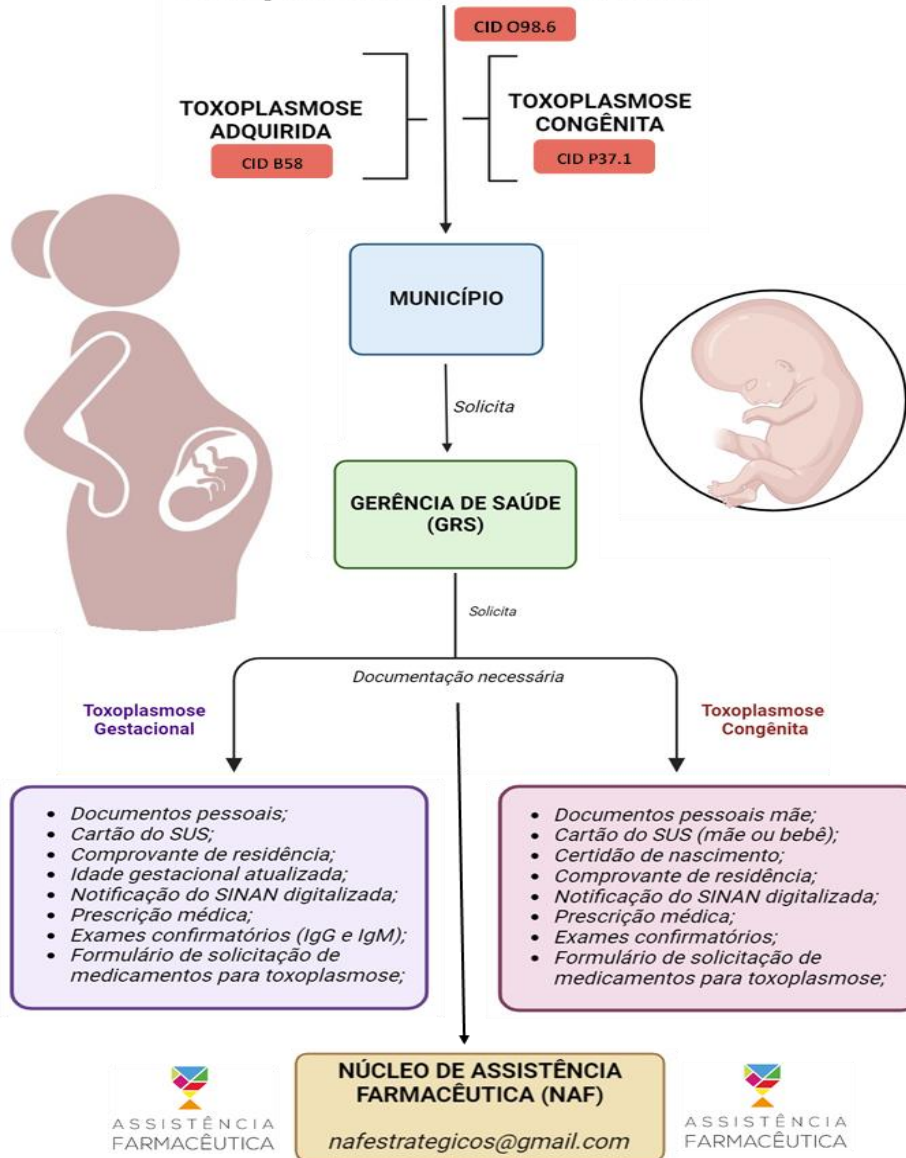 CID O98.6
TOXOPLASMOSE
ADQUIRIDA
CID B58
TOXOPLASMOSE
CONGÊNITA
CID P37.1
MUNICÍPIO
Solicita
GERÊNCIA DE SAÚDE
(GRS)
Solicita
Documentação necessária
Toxoplasmose
Gestacional
Toxoplasmose
Congênita
• Documentos pessoais;
• Cartão do SUS;
• Comprovante de residência;
• Idade gestacional atualizada;
• Notificação do SINAN digitalizada;
• Prescrição médica;
• Exames confirmatórios (IgG e IgM);
• Formulário de solicitação de
medicamentos para toxoplasmose;
• Documentos pessoais mãe;
• Cartão do SUS (mãe ou bebê);
• Certidão de nascimento;
• Comprovante de residência;
• Notificação do SINAN digitalizada;
• Prescrição médica;
• Exames confirmatórios;
• Formulário de solicitação de
medicamentos para toxoplasmose;
ASSISTÊNCIA
FARMACÊUTICA
NÚCLEO DE ASSISTÊNCIA
FARMACÊUTICA (NAF)
nafestrategicos@gmail.com
ASSISTÊNCIA
FARMACÊUTICA